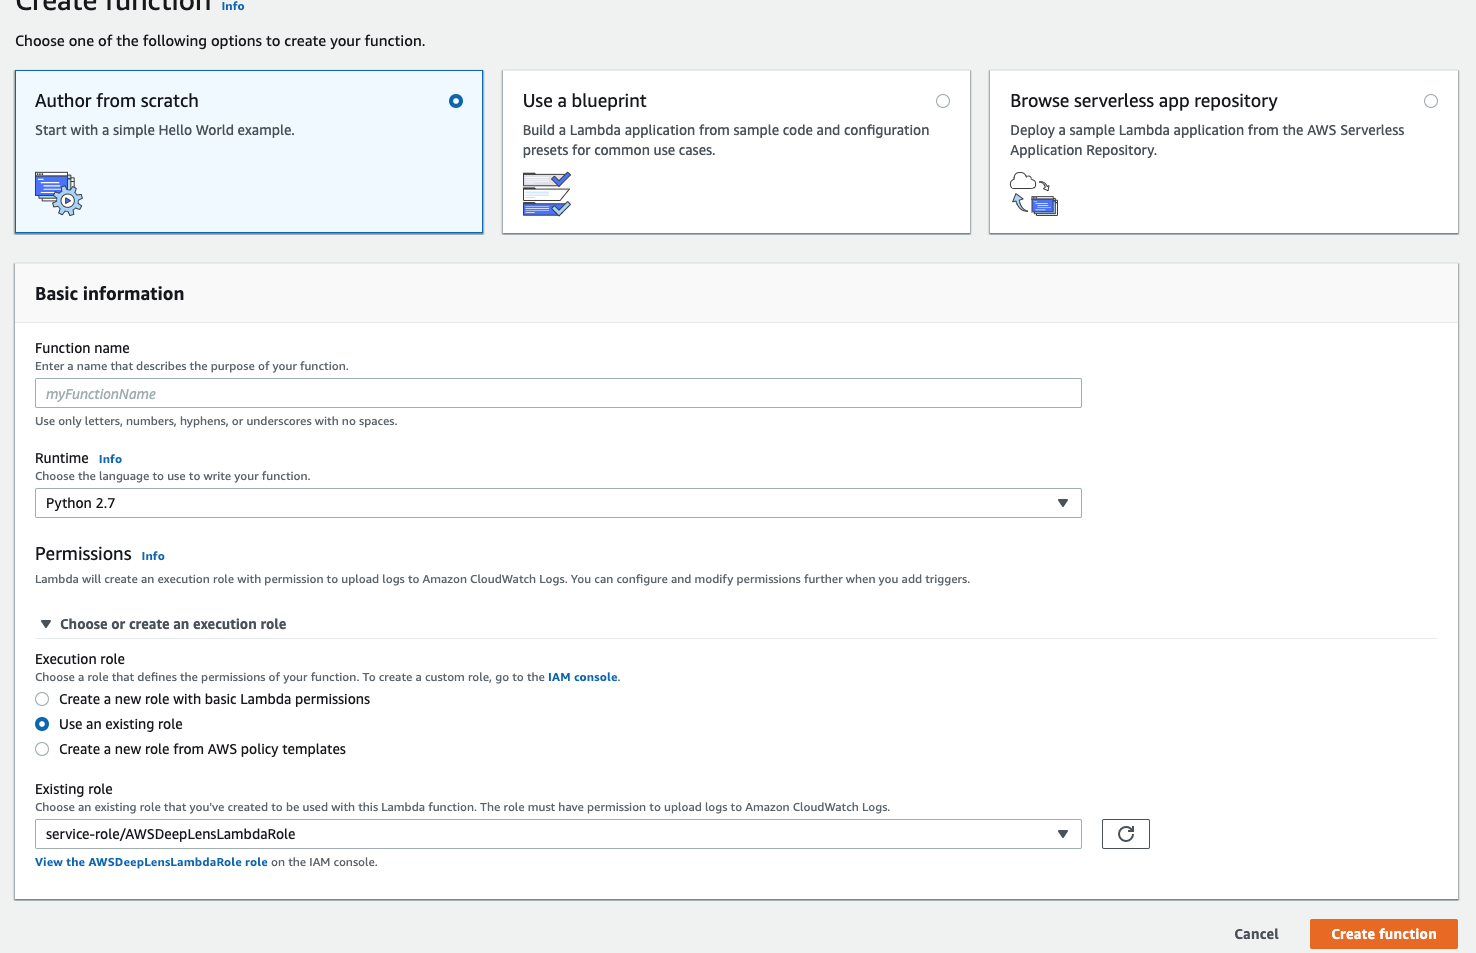 Create function Info
Choose one of the following options to create your function.
Author from scratch
Start with a simple Hello World example.
Use a blueprint
Build a Lambda application from sample code and configuration
presets for common use cases.
Browse serverless app repository
Deploy a sample Lambda application from the AWS Serverless
Application Repository.
Basic information
Function name
Enter a name that describes the purpose of your function.
myFunctionName
Use only letters, numbers, hyphens, or underscores with no spaces.
Runtime Info
Choose the language to use to write your function.
Python 2.7
Permissions Info
Lambda will create an execution role with permission to upload logs to Amazon CloudWatch Logs. You can configure and modify permissions further when you add triggers.
Choose or create an execution role
Execution role
Choose a role that defines the permissions of your function. To create a custom role, go to the IAM console.
Create a new role with basic Lambda permissions
Use an existing role
Create a new role from AWS policy templates
Existing role
Choose an existing role that you've created to be used with this Lambda function. The role must have permission to upload logs to Amazon CloudWatch Logs.
service-role/AWSDeepLensLambdaRole
View the AWSDeepLensLambdaRole role on the IAM console.
Cancel
Create function